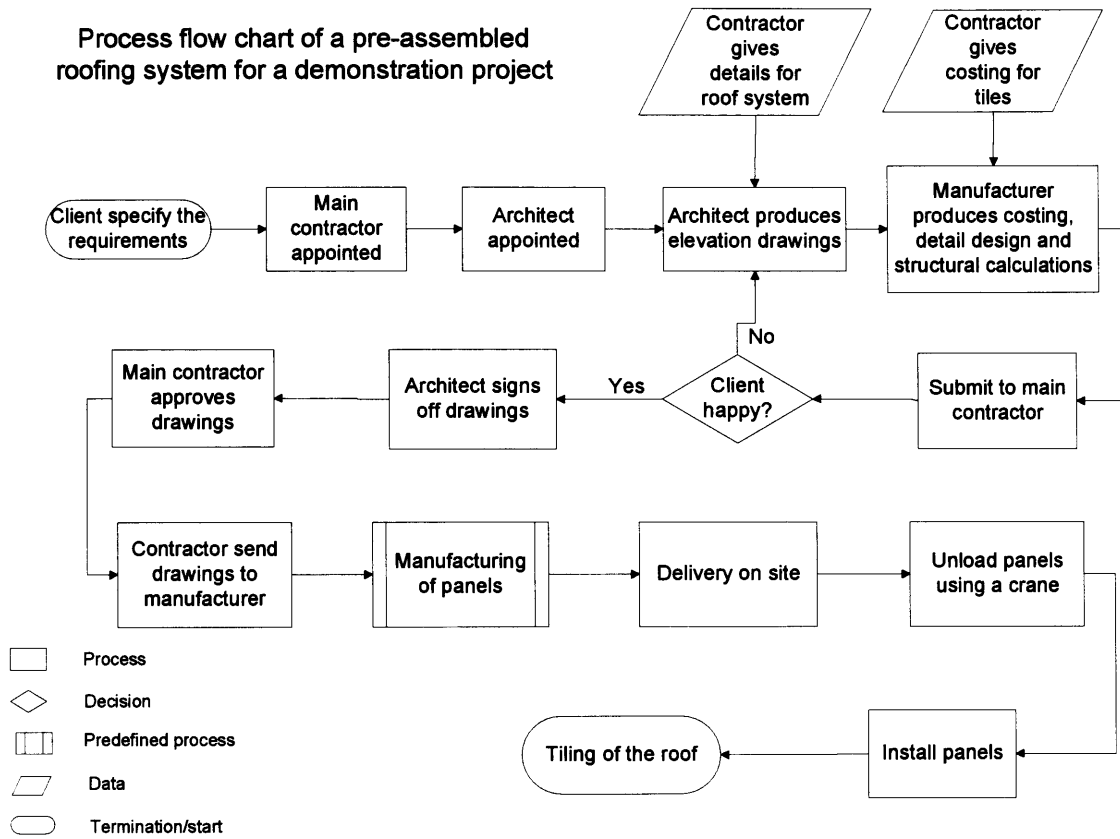 Process flow chart of a pre-assembled
roofing system for a demonstration project
Contractor
gives
details for
roof system
Contractor
gives
costing for
tiles
Client specify the
requirements
Main
contractor
appointed
Architect
appointed
Architect produces
elevation drawings
Manufacturer
produces costing,
detail design and
structural calculations
No
Main contractor
approves
drawings
Architect signs
off drawings
Yes
Client
happy?
Submit to main
contractor
Contractor send
drawings to
manufacturer
Manufacturing
of panels
Delivery on site
Unload panels
using a crane
Process
Decision
Predefined process
Data
Termination/start
Tiling of the roof
Install panels